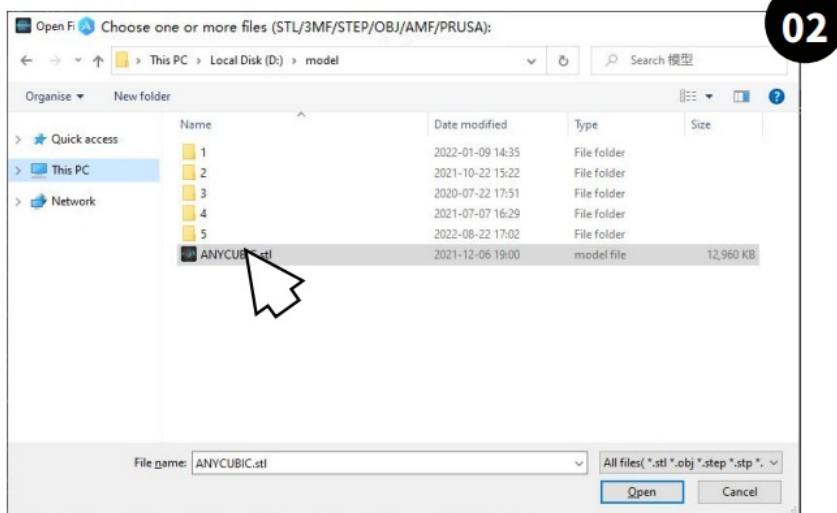 02
Open Fi Choose one or more files (STL/3MF/STEP/OBJ/AMF/PRUSA):
This PC > Local Disk (D:) > model
Search 模型
Organise New folder
Name Date modified Type Size
Quick access
This PC
Network
1 2022-01-09 14:35 File folder
2 2021-10-22 15:22 File folder
3 2020-07-22 17:51 File folder
4 2021-07-07 16:29 File folder
5 2022-08-22 17:02 File folder
ANYCUBIC.stl 2021-12-06 19:00 model file 12,960 KB
File name: ANYCUBIC.stl All files( *.stl *.obj *.step *.stp *.
Open Cancel